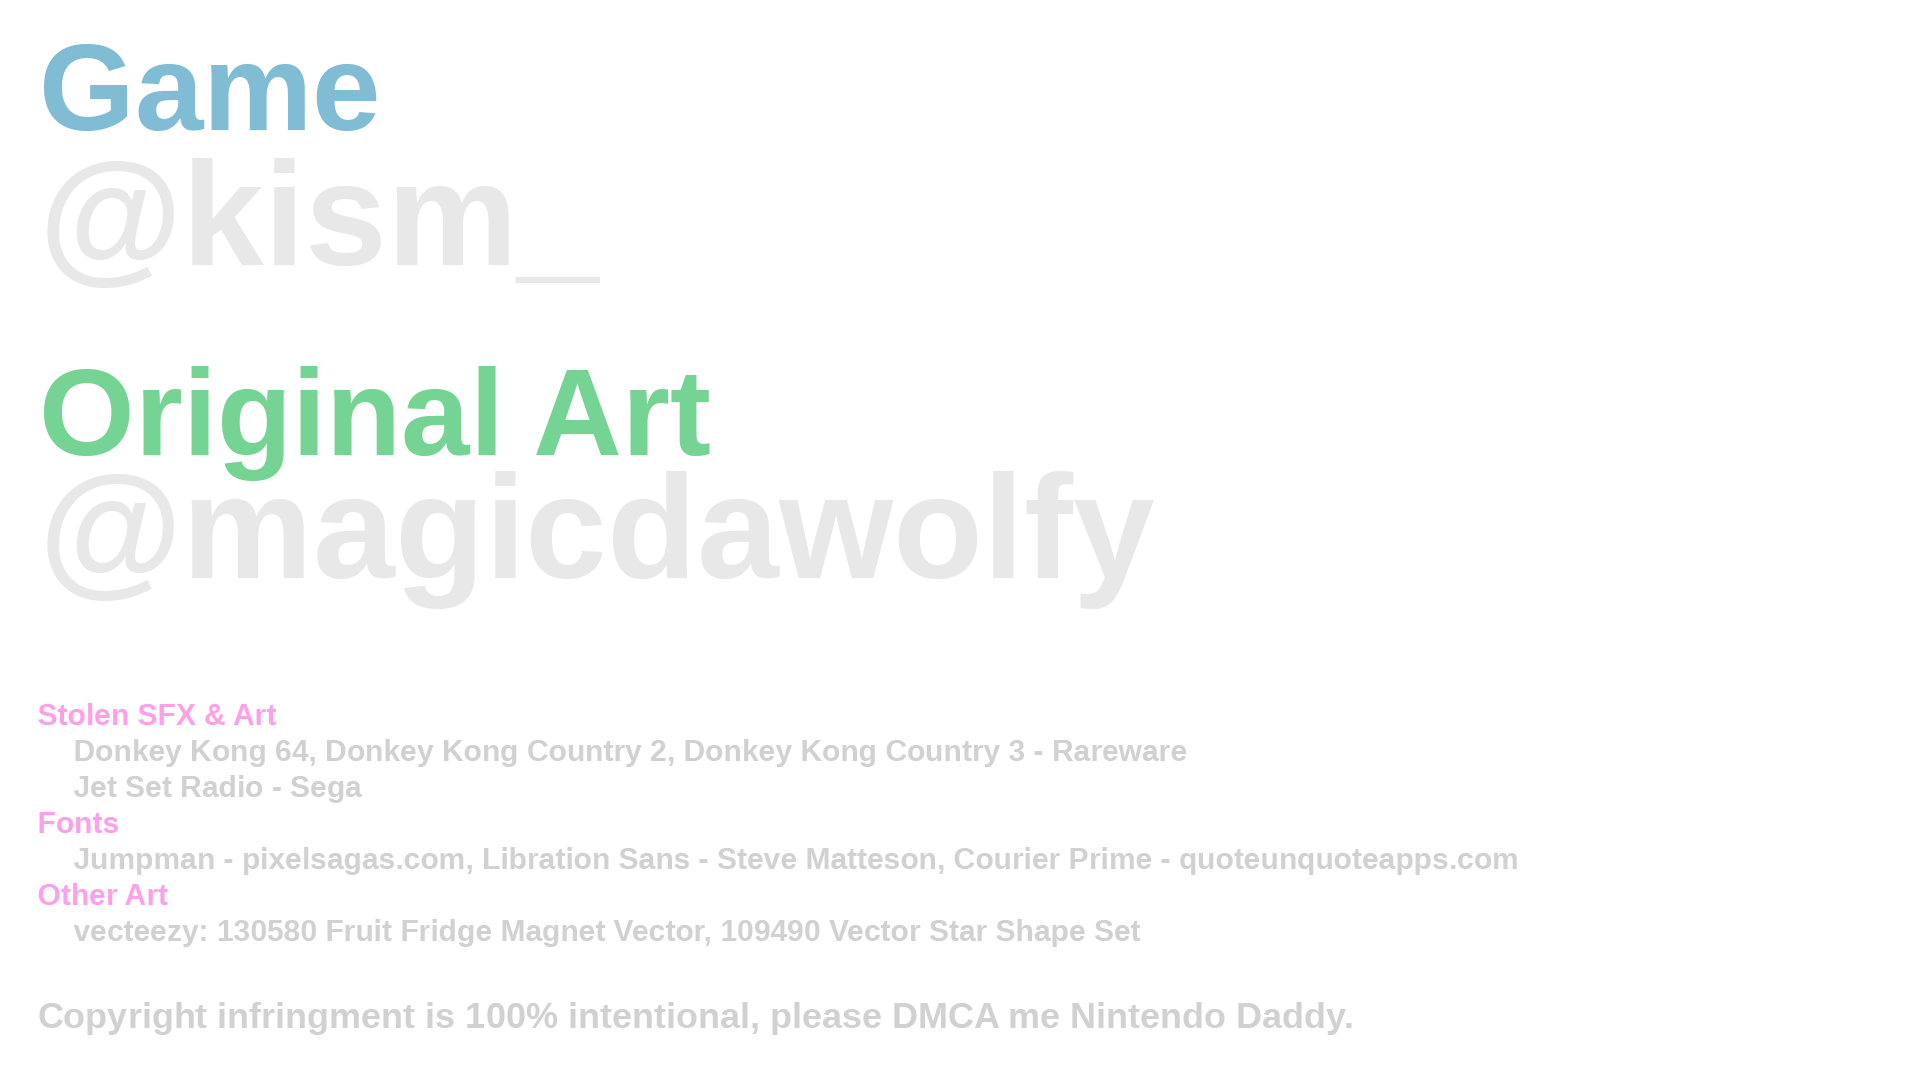 Game
@kism_
Original Art
@magicdawolfy
Stolen SFX & Art
Donkey Kong 64, Donkey Kong Country 2, Donkey Kong Country 3 - Rareware
Jet Set Radio - Sega
Fonts
Jumpman - pixelsagas.com, Libration Sans - Steve Matteson, Courier Prime - quoteunquoteapps.com
Other Art
vecteezy: 130580 Fruit Fridge Magnet Vector, 109490 Vector Star Shape Set
Copyright infringment is 100% intentional, please DMCA me Nintendo Daddy.